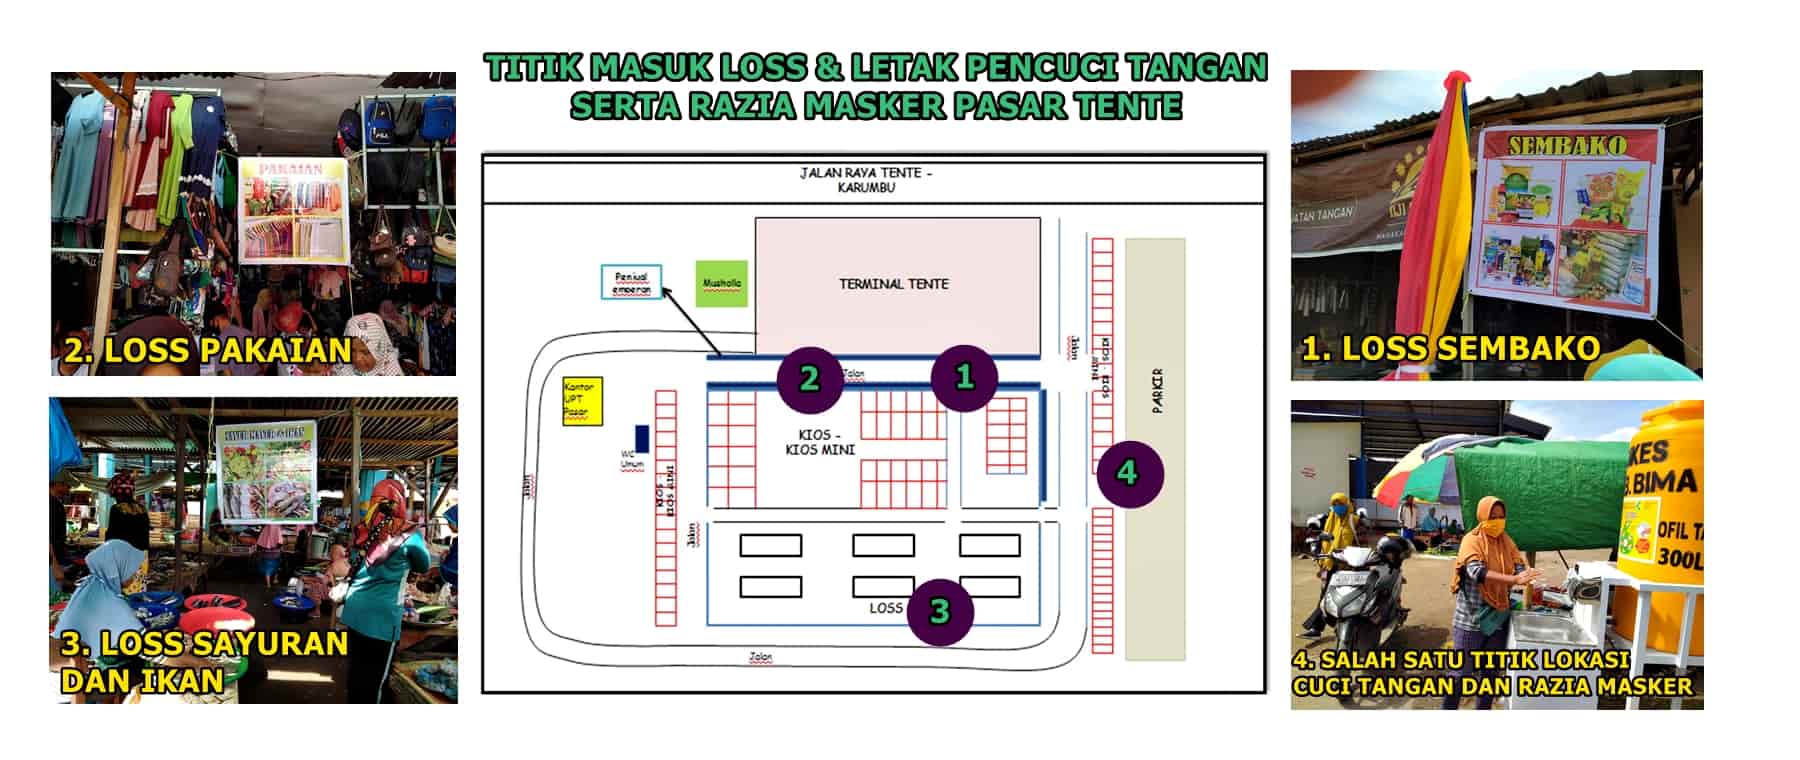 TITIK MASUK LOSS & LETAK PENCUCI TANGAN
SERTA RAZIA MASKER PASAR TENTE
PAKAIAN
2. LOSS PAKAIAN
3. LOSS SAYURAN
DAN IKAN
JALAN RAYA TENTE -
KARUMBU
TERMINAL TENTE
Penjual
emperan
Musholla
Jalan
KIOS - KIOS
MINI
PARKIR
2
Jalan
1
Kantor
UPT
Pasar
WC
Umum
KIOS -
KIOS MINI
4
Jalan
Jalan
LOSS
3
Jalan
SEMBAKO
1. LOSS SEMBAKO
KES
B.BIMA
OFIL TA
300L
4. SALAH SATU TITIK LOKASI
CUCI TANGAN DAN RAZIA MASKER